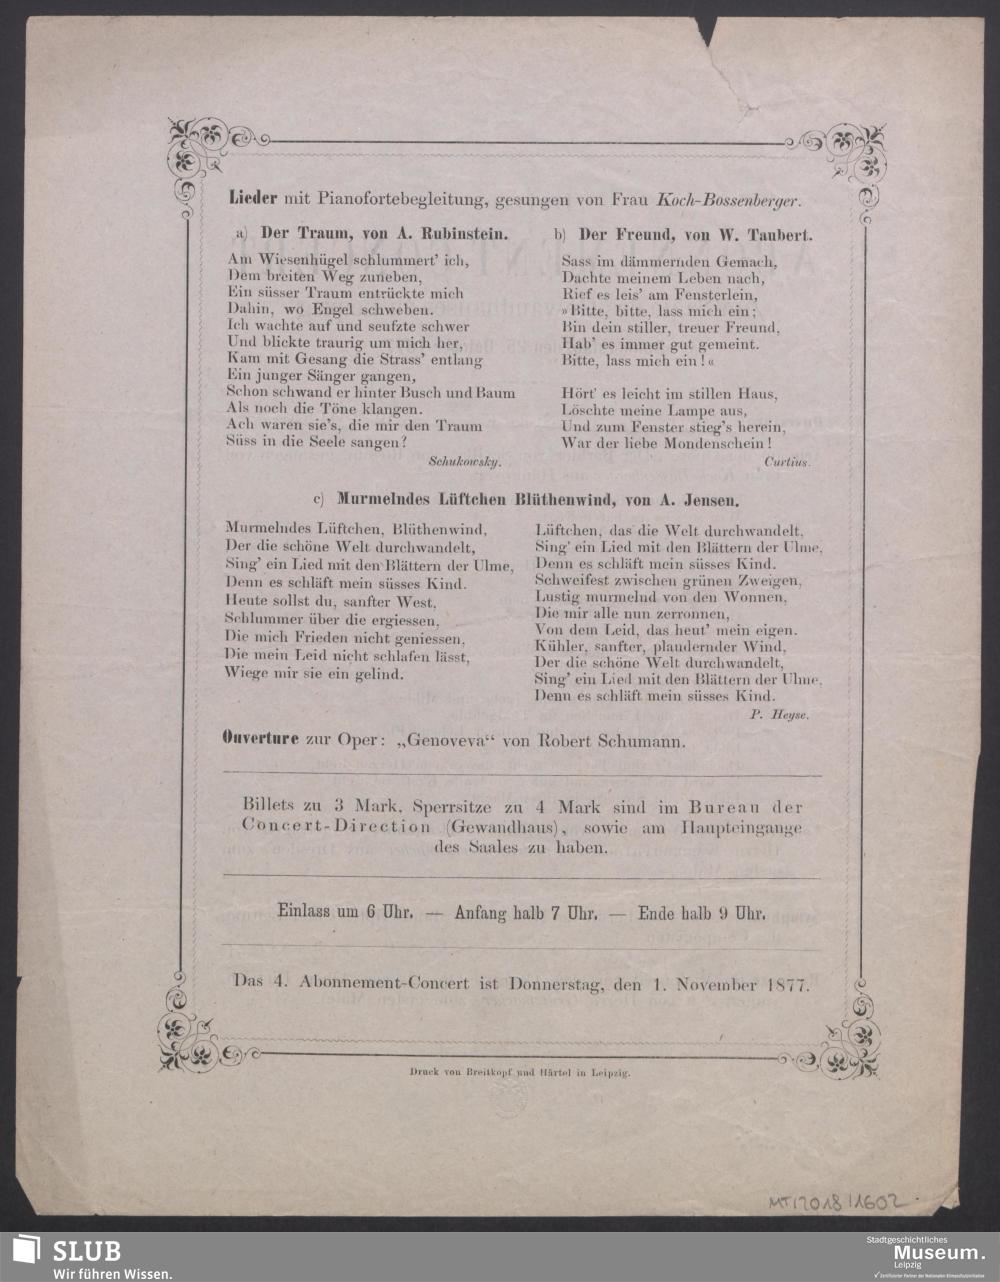 Lieder mit Pianofortebegleitung, gesungen von Frau Koch-Bossenberger.
a) Der Traum, von A. Rubinstein.
Am Wiesenhügel schlummert' ich,
Dem breiten Weg zuneben,
Ein süsser Traum entrückte mich
Dahin, wo Engel schweben.
Ich wachte auf und seufzte schwer
Und blickte traurig um mich her,
Kam mit Gesang die Strass' entlang
Ein junger Sänger gangen,
Schon schwand er hinter Busch und Baum
Als noch die Töne klangen.
Ach waren sie's, die mir den Traum
Süss in die Seele sangen?
Schukowsky.
b) Der Freund, von W. Taubert.
Sass im dämmernden Gemach,
Dachte meinem Leben nach,
Rief es leis' am Fensterlein,
»Bitte, bitte, lass mich ein;
Bin dein stiller, treuer Freund,
Hab' es immer gut gemeint.
Bitte, lass mich ein!«
Hört' es leicht im stillen Haus,
Löschte meine Lampe aus,
Und zum Fenster stieg's herein,
War der liebe Mondenschein!
Curtius.
c) Murmelndes Lüftchen Blüthenwind, von A. Jensen.
Murmelndes Lüftchen, Blüthenwind,
Der die schöne Welt durchwandelt,
Sing' ein Lied mit den Blättern der Ulme,
Denn es schläft mein süsses Kind.
Heute sollst du, sanfter West,
Schlummer über die ergiessen,
Die mich Frieden nicht geniessen,
Die mein Leid nicht schlafen lässt,
Wiege mir sie ein gelind.
Lüftchen, das die Welt durchwandelt,
Sing' ein Lied mit den Blättern der Ulme,
Denn es schläft mein süsses Kind.
Schweifest zwischen grünen Zweigen,
Lustig murmelnd von den Wonnen,
Die mir alle nun zerronnen,
Von dem Leid, das heut' mein eigen.
Kühler, sanfter, plaudernder Wind,
Der die schöne Welt durchwandelt,
Sing' ein Lied mit den Blättern der Ulme,
Denn es schläft mein süsses Kind.
P. Heyse.
Ouverture zur Oper: „Genoveva“ von Robert Schumann.
Billets zu 3 Mark, Sperrsitze zu 4 Mark sind im Bureau der
Concert-Direction (Gewandhaus), sowie am Haupteingange
des Saales zu haben.
Einlass um 6 Uhr. — Anfang halb 7 Uhr. — Ende halb 9 Uhr.
Das 4. Abonnement-Concert ist Donnerstag, den 1. November 1877.
Druck von Breitkopf und Härtel in Leipzig.
MT/2018/1602
SLUB
Wir führen Wissen.
Stadtgeschichtliches
Museum.
Leipzig